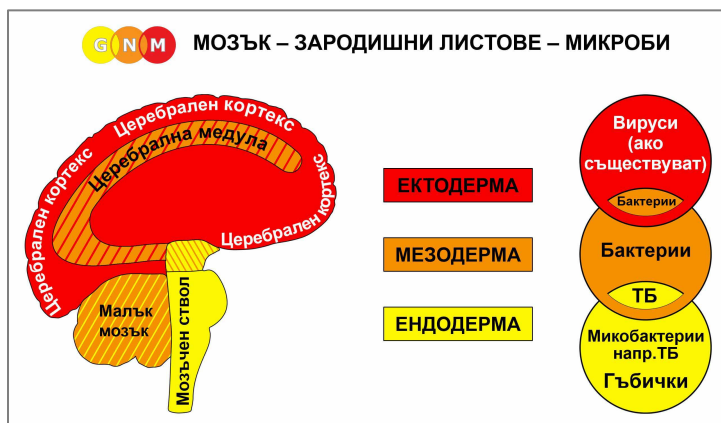 GNM
МОЗЪК – ЗАРОДИШНИ ЛИСТОВЕ – МИКРОБИ
Церебрален кортекс
Церебрална медула
Церебрален кортекс
Церебрален кортекс
Церебрален кортекс
Малък
мозък
Мозъчен ствол
ЕКТОДЕРМА
МЕЗОДЕРМА
ЕНДОДЕРМА
Вируси
(ако
съществуват)
Бактерии
Бактерии
ТБ
Микобактерии
напр.ТБ
Гъбички